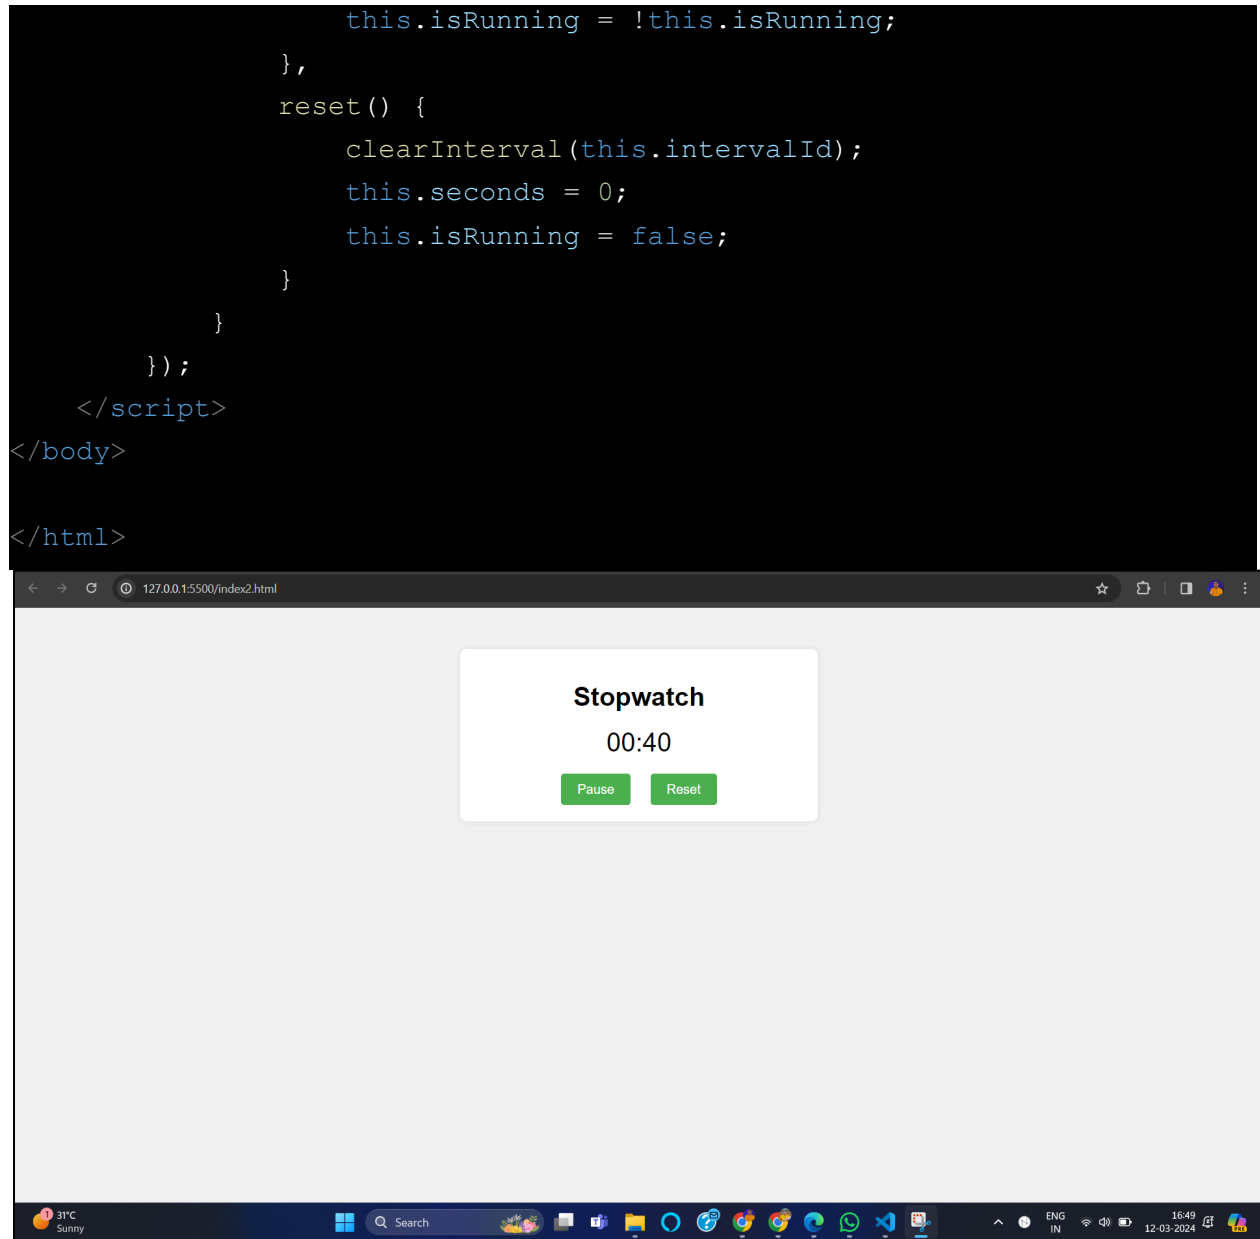 this.isRunning = !this.isRunning;
},
reset() {
clearInterval(this.intervalId);
this.seconds = 0;
this.isRunning = false;
}
}
});
</script>
</body>
</html>
127.0.0.1:5500/index2.html
Stopwatch
00:40
Pause Reset
1 31°C
Sunny
Search
ENG
IN
16:49
12-03-2024
PRE